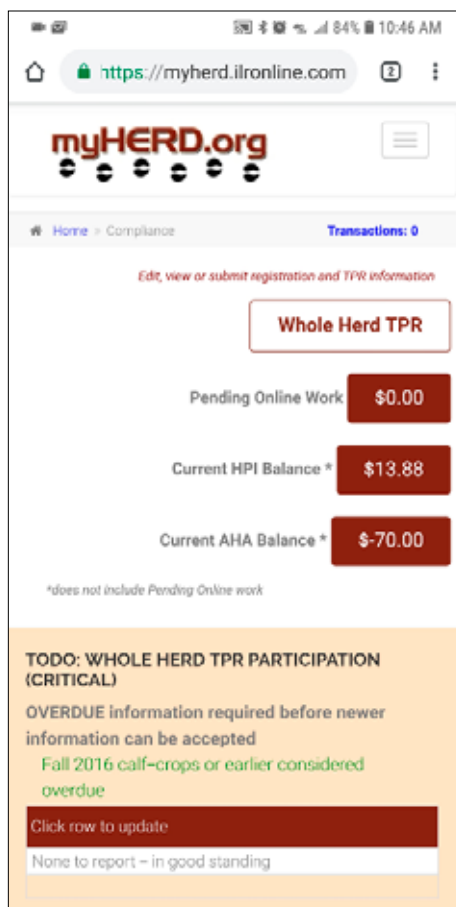 84% 10:46 AM
https://myherd.ilronline.com 2
myHERD.org
Home » Compliance Transactions: 0
Edit, view or submit registration and TPR information
Whole Herd TPR
Pending Online Work $0.00
Current HPI Balance * $13.88
Current AHA Balance * $-70.00
*does not include Pending Online work
TODO: WHOLE HERD TPR PARTICIPATION
(CRITICAL)
OVERDUE information required before newer
information can be accepted
Fall 2016 calf-crops or earlier considered
overdue
Click row to update
None to report – in good standing